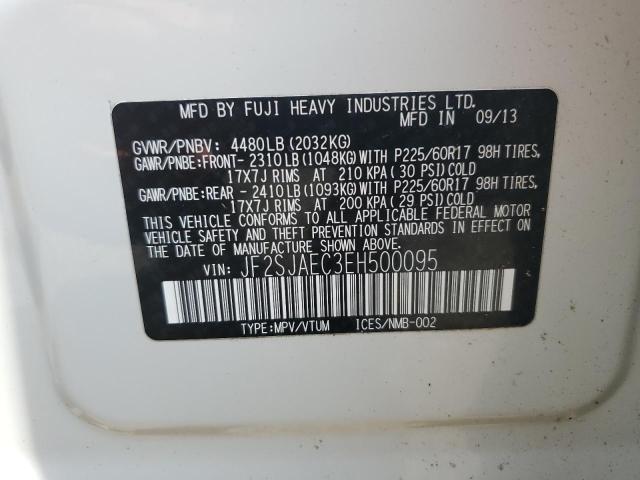 MFD BY FUJI HEAVY INDUSTRIES LTD.
MFD IN 09/13
GVWR/PNBV: 4480LB (2032KG)
GAWR/PNBE:FRONT- 2310LB (1048KG) WITH P225/60R17 98H TIRES,
17X7J RIMS AT 210 KPA (30 PSI) COLD
GAWR/PNBE:REAR - 2410LB (1093KG) WITH P225/60R17 98H TIRES,
17X7J RIMS AT 200 KPA (29 PSI) COLD
THIS VEHICLE CONFORMS TO ALL APPLICABLE FEDERAL MOTOR
VEHICLE SAFETY AND THEFT PREVENTION STANDARDS IN EFFECT ON
THE DATE OF MANUFACTURE SHOWN ABOVE.
VIN: JF2SJAEC3EH500095
TYPE:MPV/VTUM ICES/NMB-002